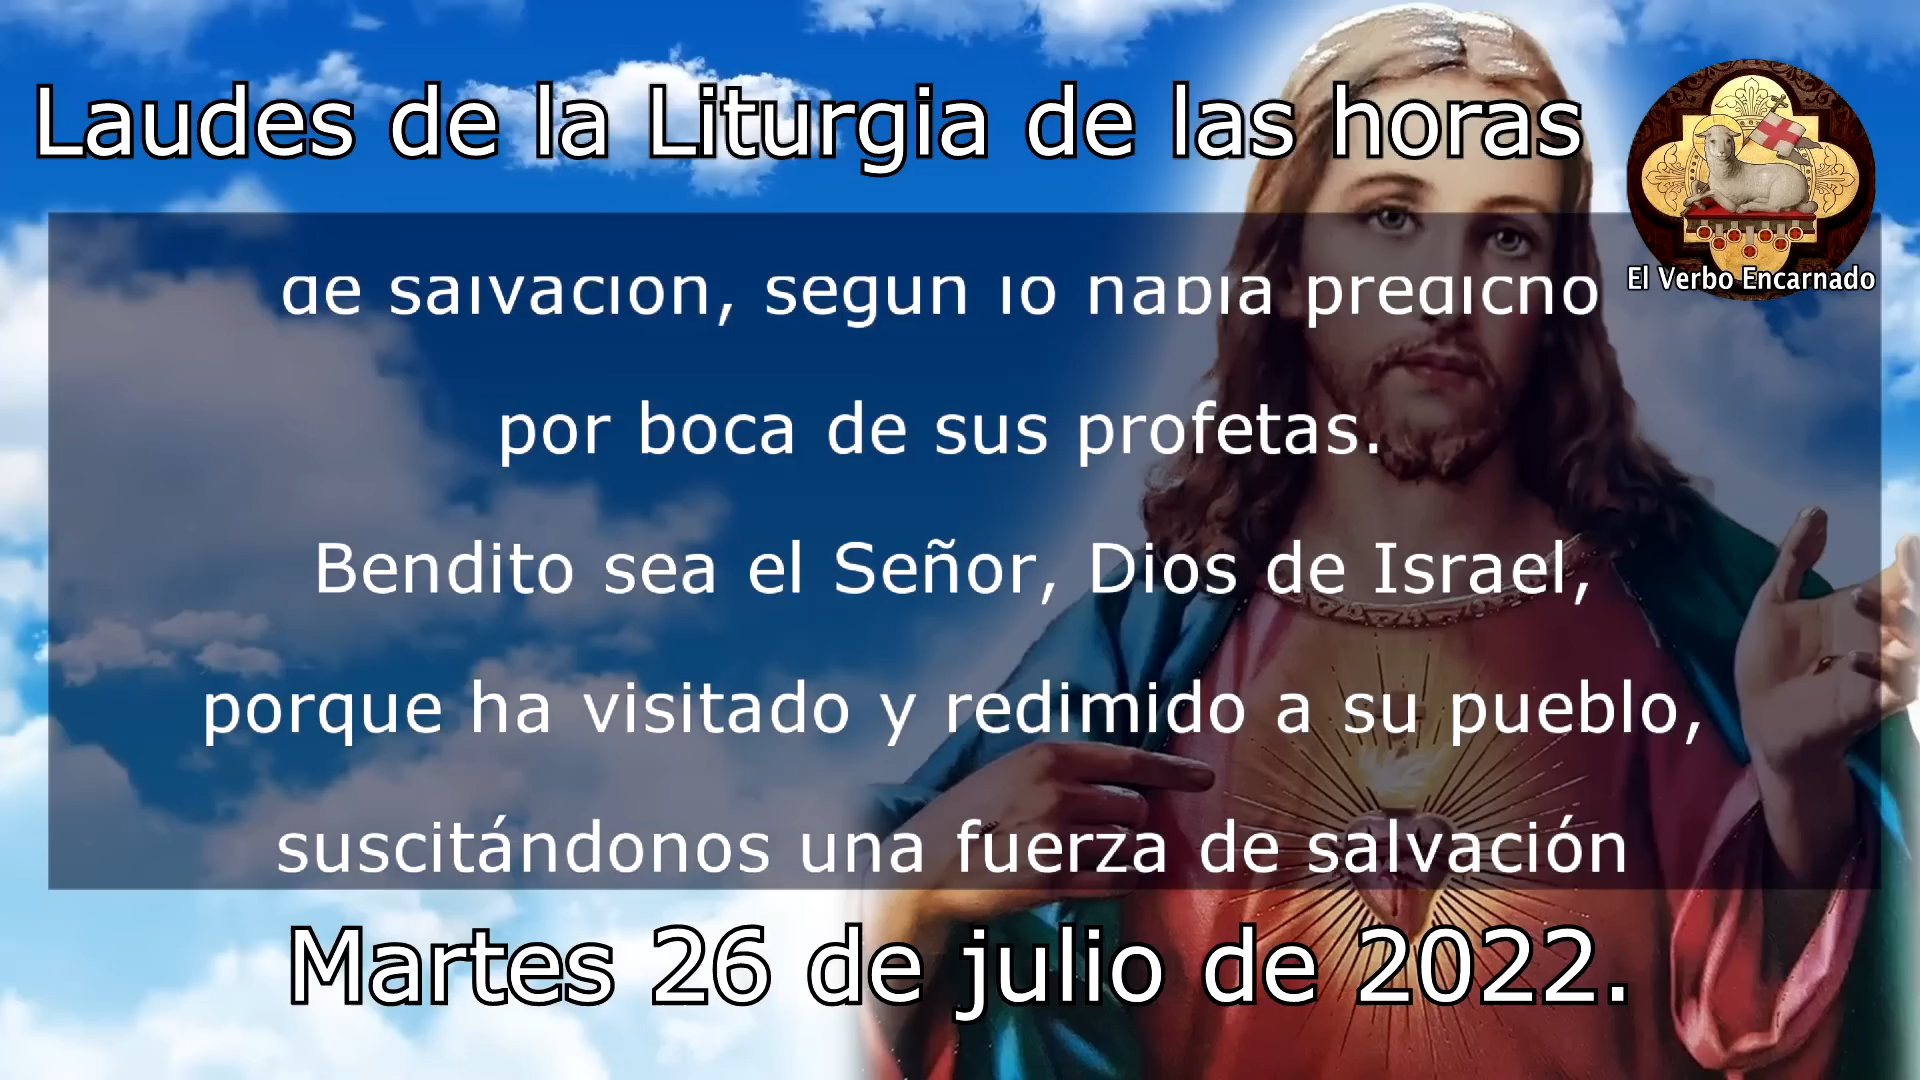 Laudes de la Liturgia de las horas
El Verbo Encarnado
de salvación, según lo había predicho
por boca de sus profetas.
Bendito sea el Señor, Dios de Israel,
porque ha visitado y redimido a su pueblo,
suscitándonos una fuerza de salvación
Martes 26 de julio de 2022.